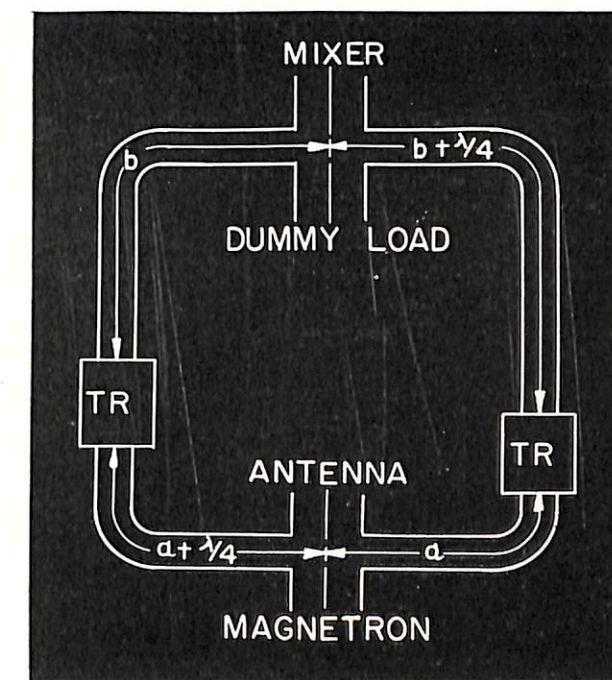 MIXER
b
b + λ/4
DUMMY LOAD
TR
TR
ANTENNA
a + λ/4
a
MAGNETRON